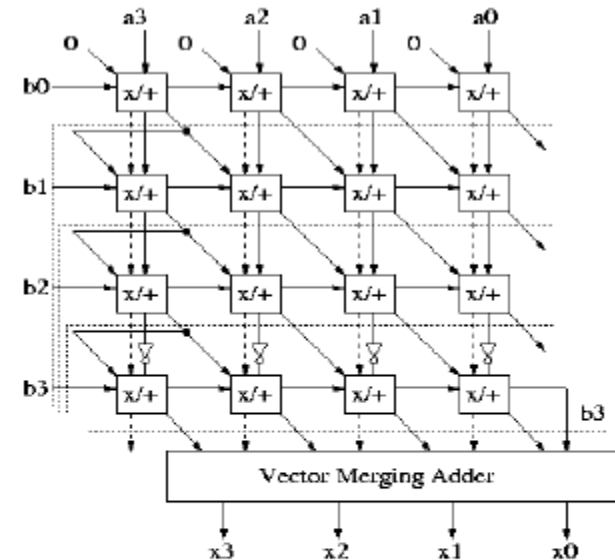 a3 a2 a1 a0
0 0 0 0
b0 x/+ x/+ x/+ x/+
b1 x/+ x/+ x/+ x/+
b2 x/+ x/+ x/+ x/+
b3 x/+ x/+ x/+ x/+
b3
Vector Merging Adder
x3 x2 x1 x0